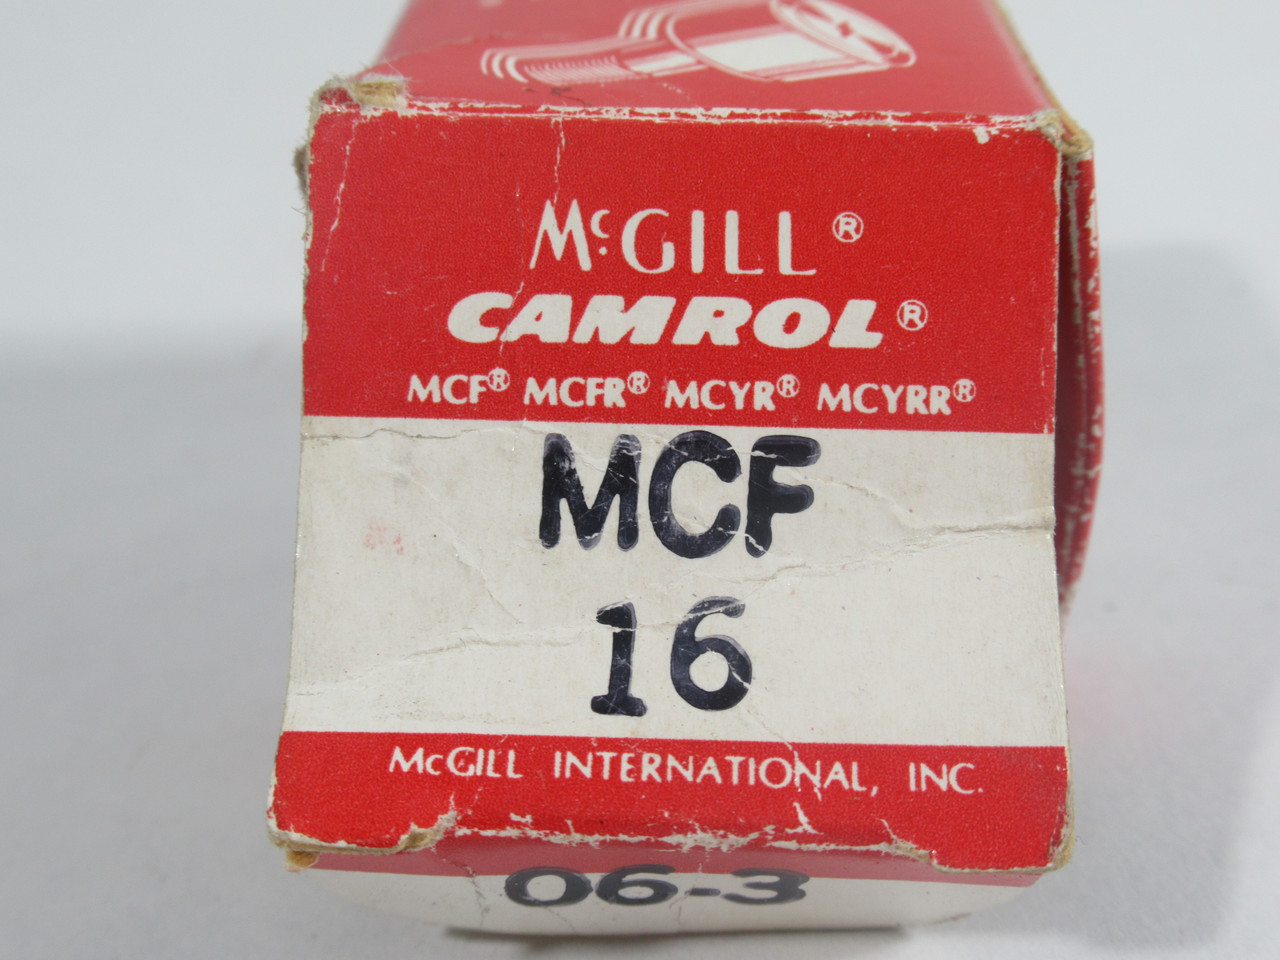 McGILL®
CAMROL®
MCF® MCFR® MCYR® MCYRR®
MCF
16
McGILL INTERNATIONAL, INC.
06-3